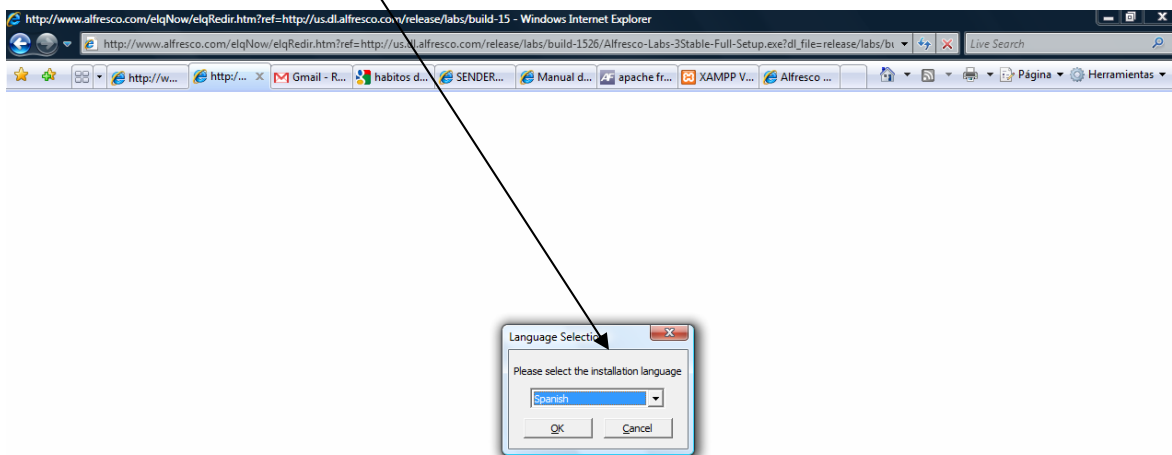 http://www.alfresco.com/elqNow/elqRedir.htm?ref=http://us.dl.alfresco.com/release/labs/build-15 - Windows Internet Explorer
http://www.alfresco.com/elqNow/elqRedir.htm?ref=http://us.dl.alfresco.com/release/labs/build-1526/Alfresco-Labs-3Stable-Full-Setup.exe?dl_file=release/labs/bu
Live Search
http://w... http:/... Gmail - R... habitos d... SENDER... Manual d... apache fr... XAMPP V... Alfresco ... Página Herramientas
Language Selection
Please select the installation language
Spanish
OK Cancel